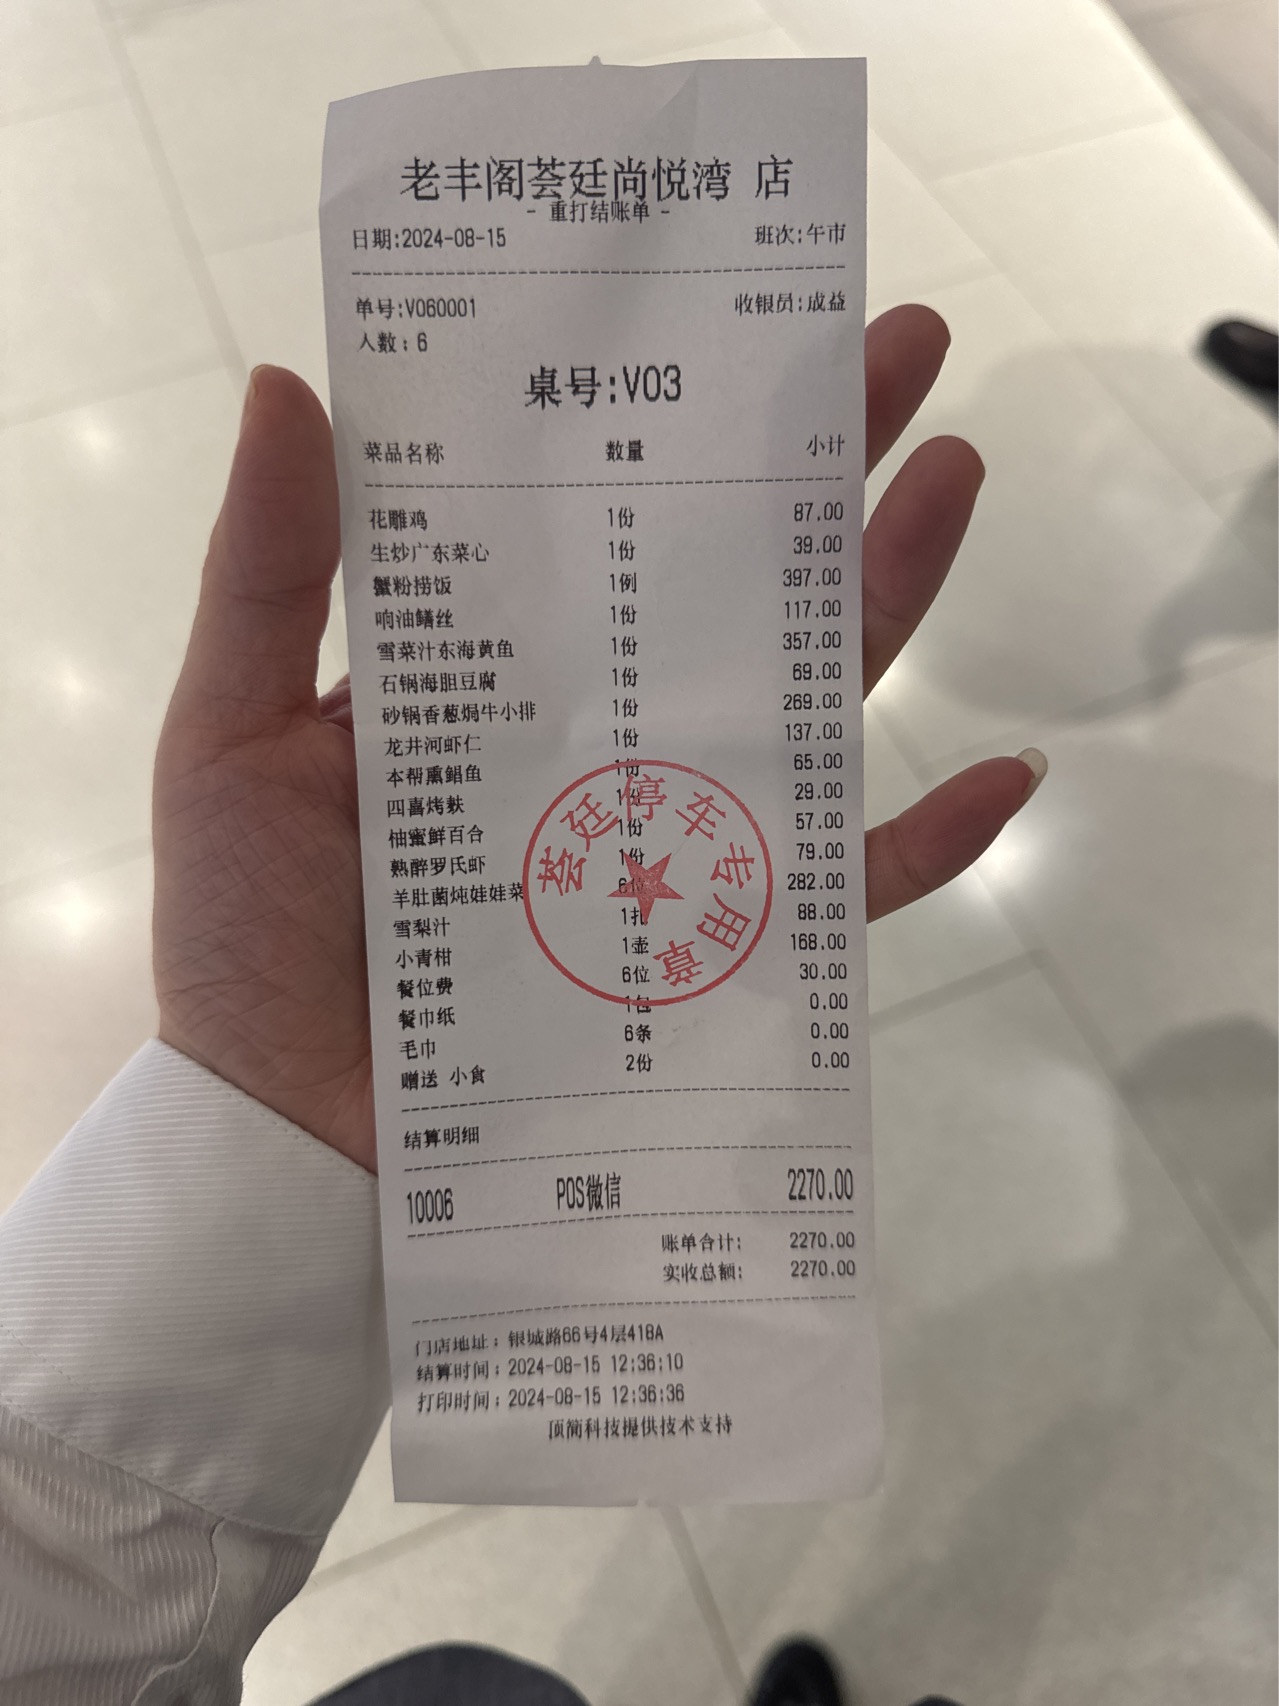 老丰阁荟廷尚悦湾 店
- 重打结账单 -
日期:2024-08-15 班次:午市
单号:V060001 收银员:成益
人数:6
桌号:V03
菜品名称 数量 小计
花雕鸡 1份 87.00
生炒广东菜心 1份 39.00
蟹粉捞饭 1例 397.00
响油鳝丝 1份 117.00
雪菜汁东海黄鱼 1份 357.00
石锅海胆豆腐 1份 69.00
砂锅香葱焗牛小排 1份 269.00
龙井河虾仁 1份 137.00
本帮熏鲳鱼 1份 65.00
四喜烤麸 1份 29.00
柚蜜鲜百合 1份 57.00
熟醉罗氏虾 1份 79.00
羊肚菌炖娃娃菜 6位 282.00
雪梨汁 1扎 88.00
小青柑 1壶 168.00
餐位费 6位 30.00
餐巾纸 1包 0.00
毛巾 6条 0.00
赠送 小食 2份 0.00
荟廷停车专用章
结算明细
10006 POS微信 2270.00
账单合计: 2270.00
实收总额: 2270.00
门店地址:银城路66号4层418A
结算时间:2024-08-15 12:36:10
打印时间:2024-08-15 12:36:36
顶简科技提供技术支持